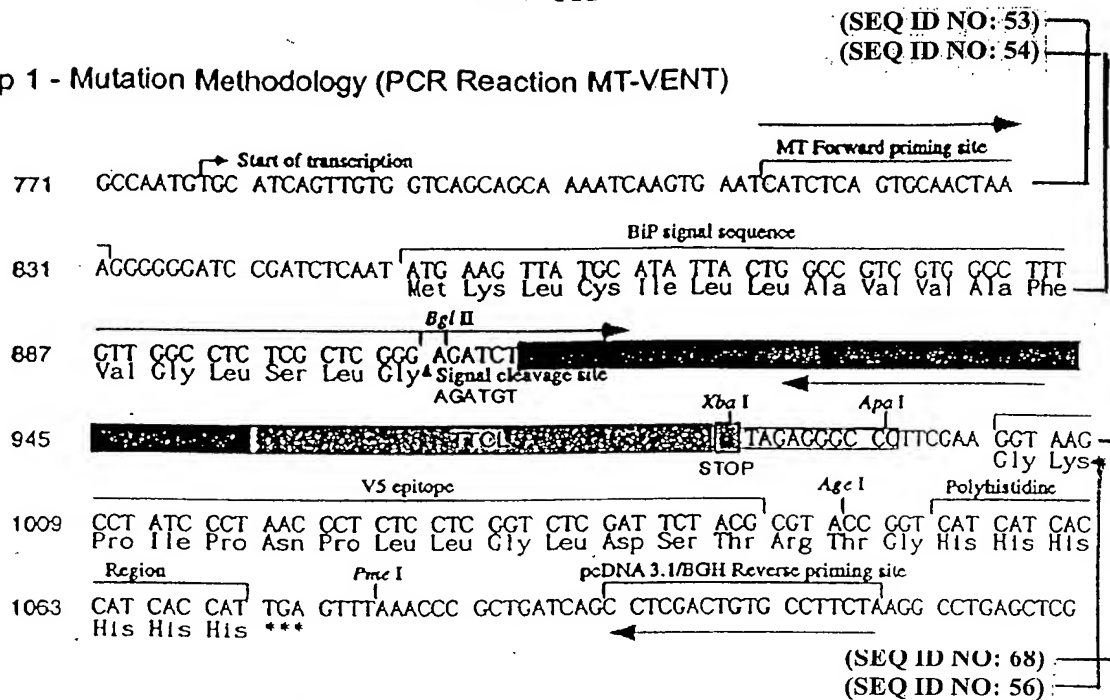 (SEQ ID NO: 53)
(SEQ ID NO: 54)
p 1 - Mutation Methodology (PCR Reaction MT-VENT)
Start of transcription
MT Forward priming site
771 GCCAATGTGC ATCAGTTGTG GTCAGCAGCA AAATCAAGTG AATCATCTCA GTGCAACTAA
BiP signal sequence
831 AGGGGGGATC CGATCTCAAT ATG AAG TTA TGC ATA TTA CTG GCC GTC GTG GCC TTT
Met Lys Leu Cys Ile Leu Leu Ala Val Val Ala Phe
Bgl II
887 GTT GGC CTC TCG CTC GGG AGATCT
Val Gly Leu Ser Leu Gly Signal cleavage site
AGATGT
Xba I Apa I
945 TAGAGGGC CC TTCGAA GGT AAG
STOP Gly Lys
V5 epitope Age I Polyhistidine
1009 CCT ATC CCT AAC CCT CTC CTC GGT CTC GAT TCT ACG CGT ACC GGT CAT CAT CAC
Pro Ile Pro Asn Pro Leu Leu Gly Leu Asp Ser Thr Arg Thr Gly His His His
Region Pme I pcDNA 3.1/BGH Reverse priming site
1063 CAT CAC CAT TGA GTTTAAACCC GCTGATCAGC CTCGACTGTG CCTTCTAAGG CCTGAGCTCG
His His His ***
(SEQ ID NO: 68)
(SEQ ID NO: 56)